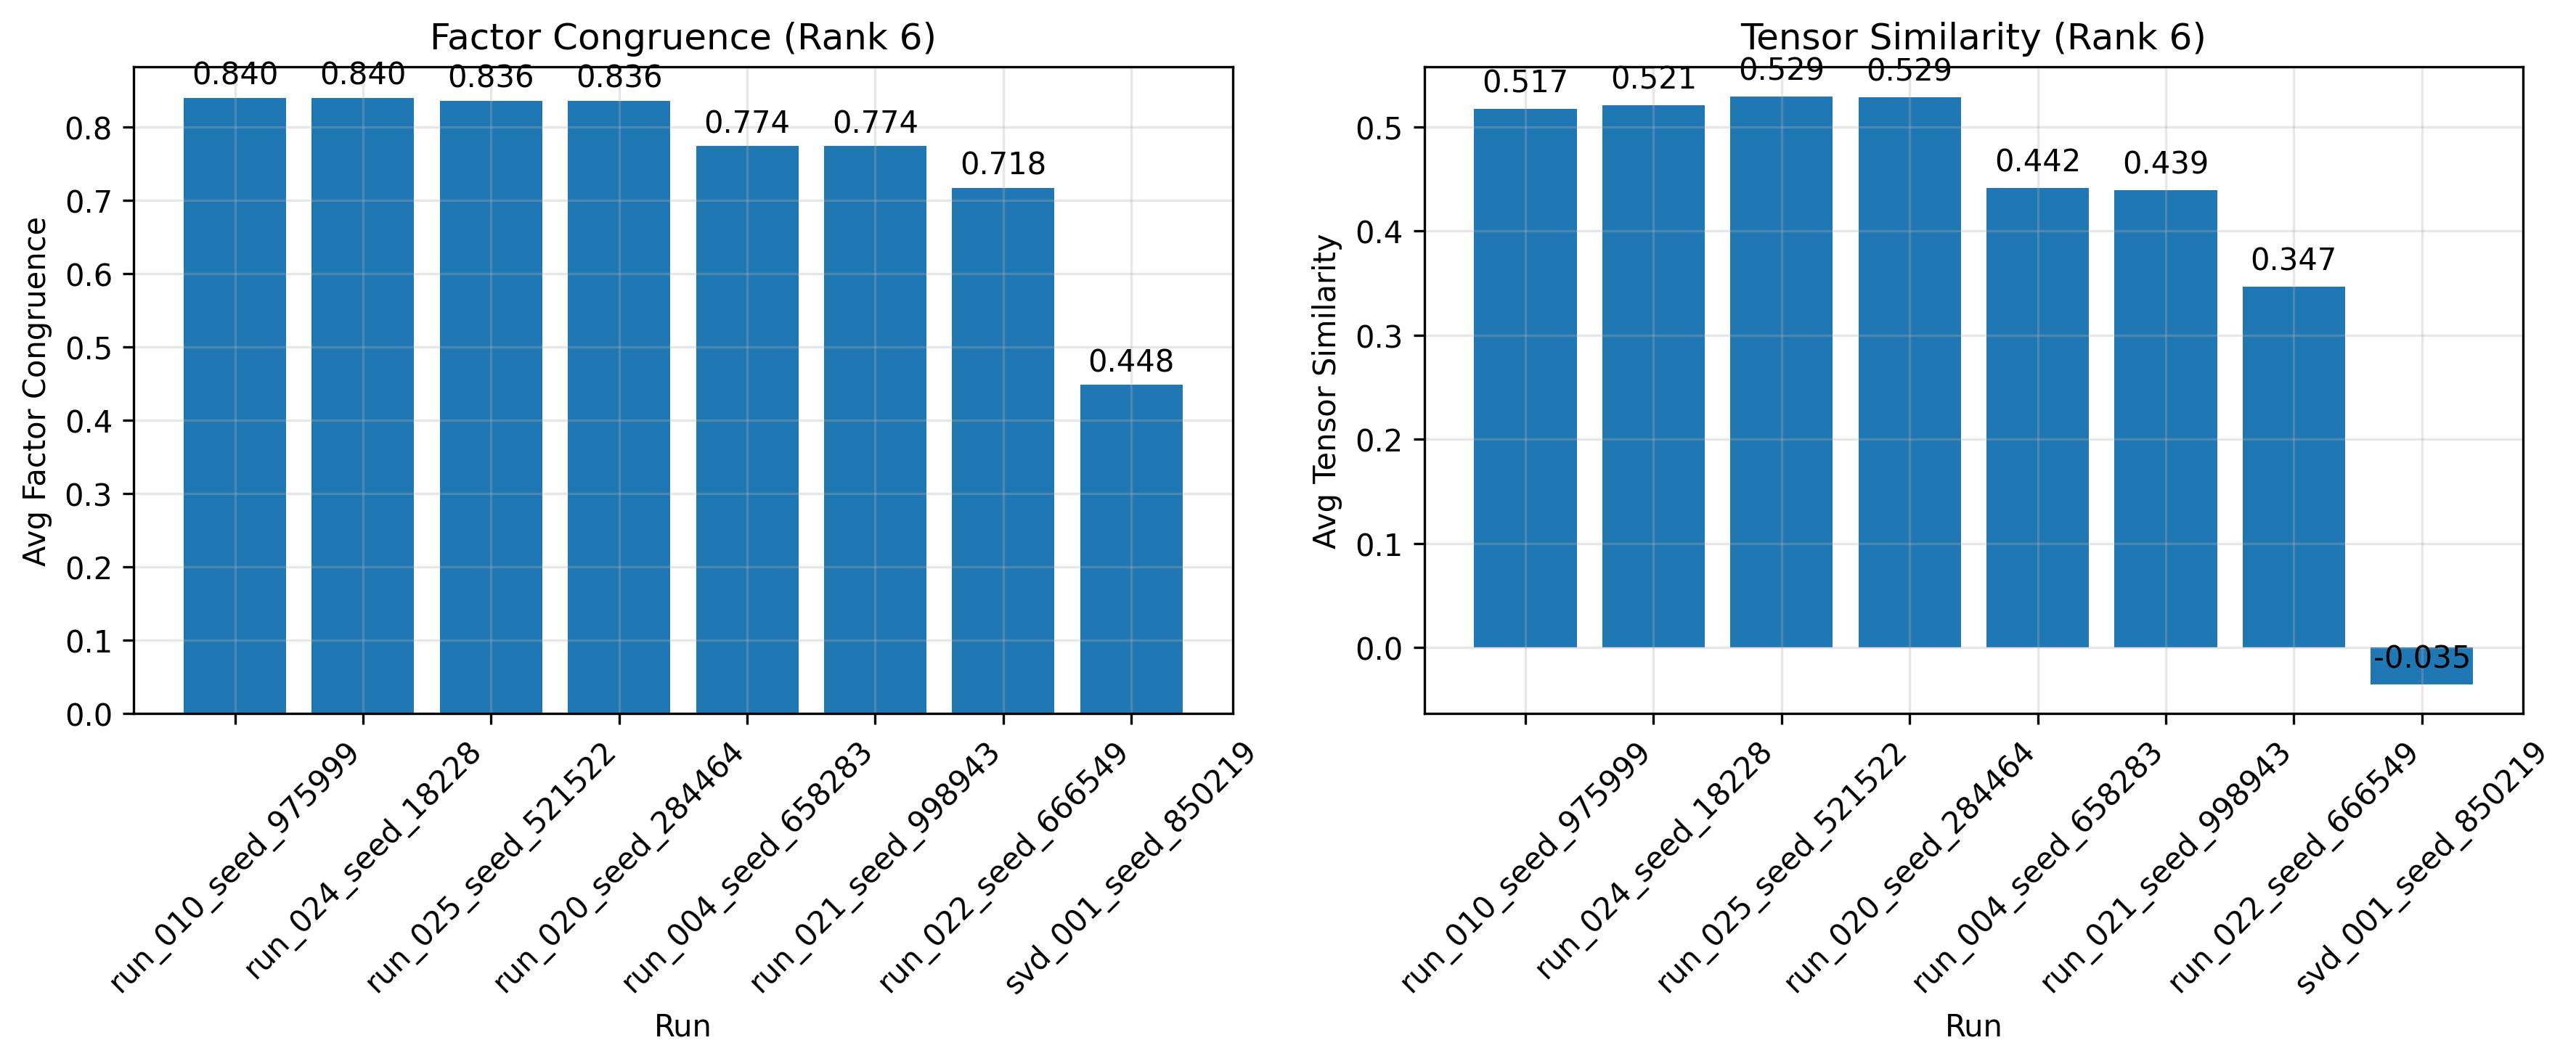 Factor Congruence (Rank 6)
Avg Factor Congruence
0.8
0.7
0.6
0.5
0.4
0.3
0.2
0.1
0.0
0.840
0.840
0.836
0.836
0.774
0.774
0.718
0.448
run_010_seed_975999
run_024_seed_18228
run_025_seed_521522
run_020_seed_284464
run_004_seed_658283
run_021_seed_998943
run_022_seed_666549
svd_001_seed_850219
Run
Tensor Similarity (Rank 6)
Avg Tensor Similarity
0.5
0.4
0.3
0.2
0.1
0.0
0.517
0.521
0.529
0.529
0.442
0.439
0.347
-0.035
run_010_seed_975999
run_024_seed_18228
run_025_seed_521522
run_020_seed_284464
run_004_seed_658283
run_021_seed_998943
run_022_seed_666549
svd_001_seed_850219
Run